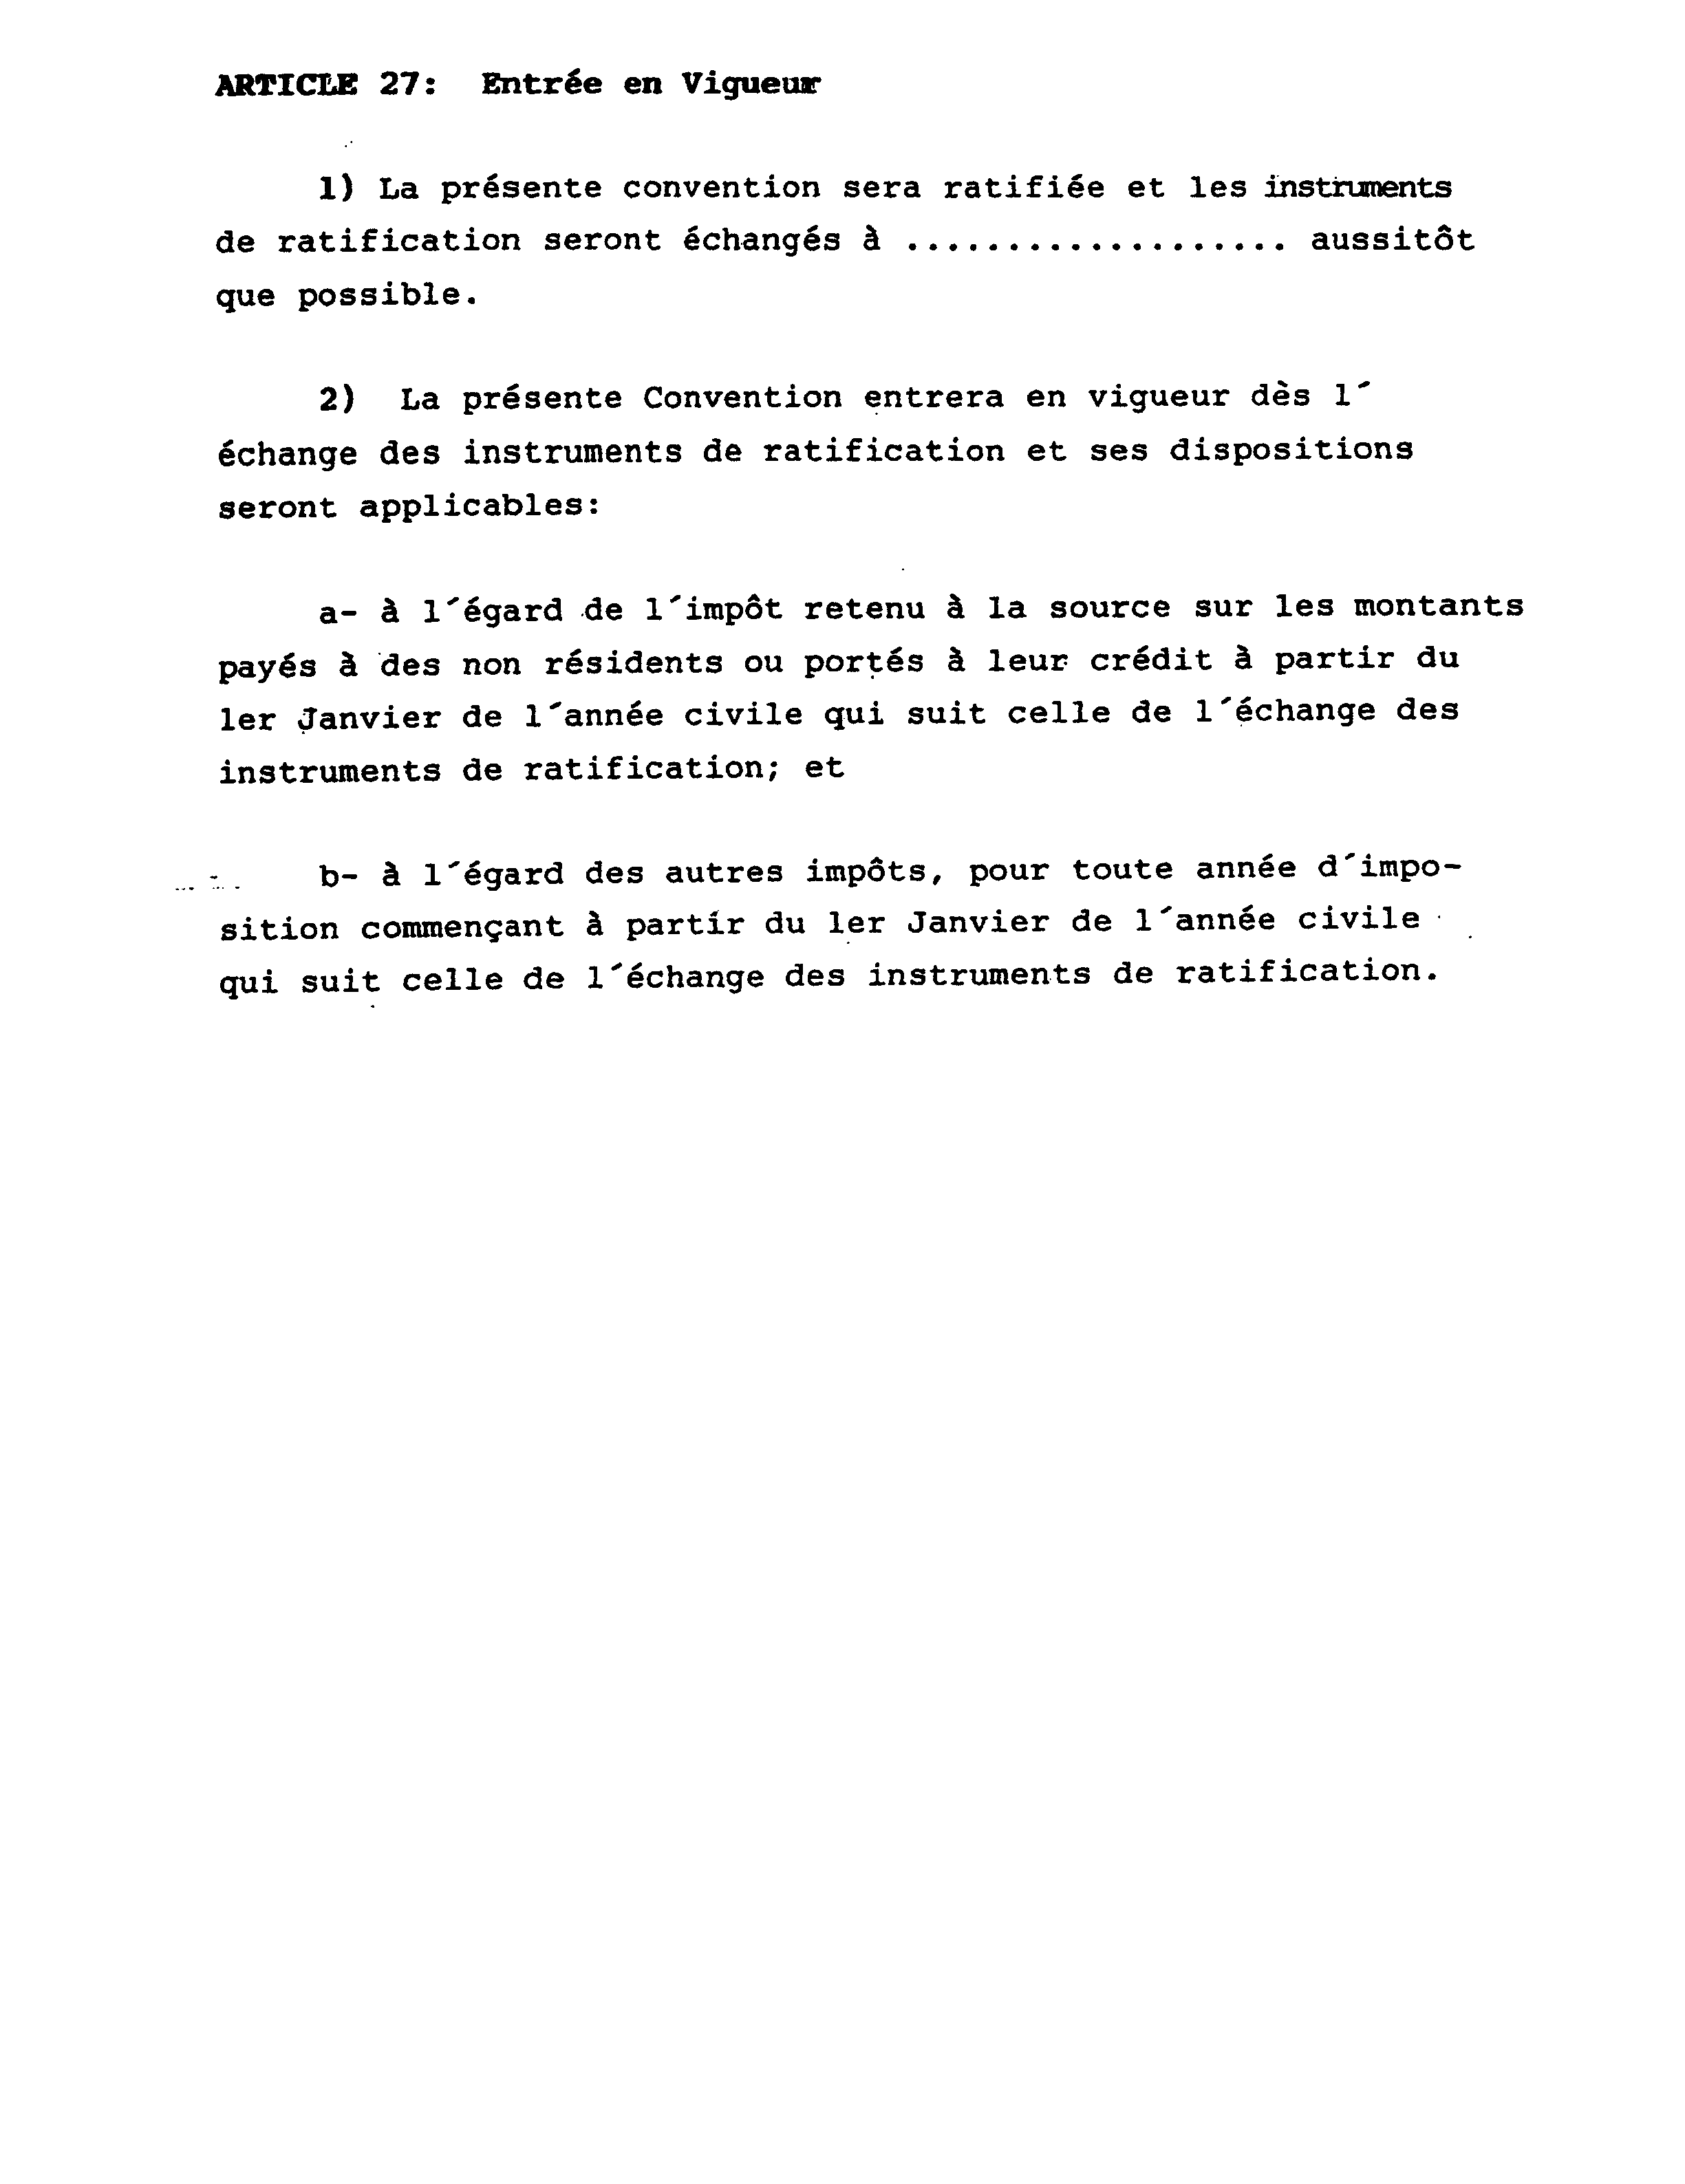 ARTICLE 27: Entrée en Vigueur
1) La présente convention sera ratifiée et les instruments
de ratification seront échangés à ................... aussitôt
que possible.
2) La présente Convention entrera en vigueur dès l´
échange des instruments de ratification et ses dispositions
seront applicables:
a- à l´égard de l´impôt retenu à la source sur les montants
payés à des non résidents ou portés à leur crédit à partir du
1er Janvier de l´année civile qui suit celle de l´échange des
instruments de ratification; et
b- à l´égard des autres impôts, pour toute année d´impo-
sition commençant à partir du 1er Janvier de l´année civile
qui suit celle de l´échange des instruments de ratification.